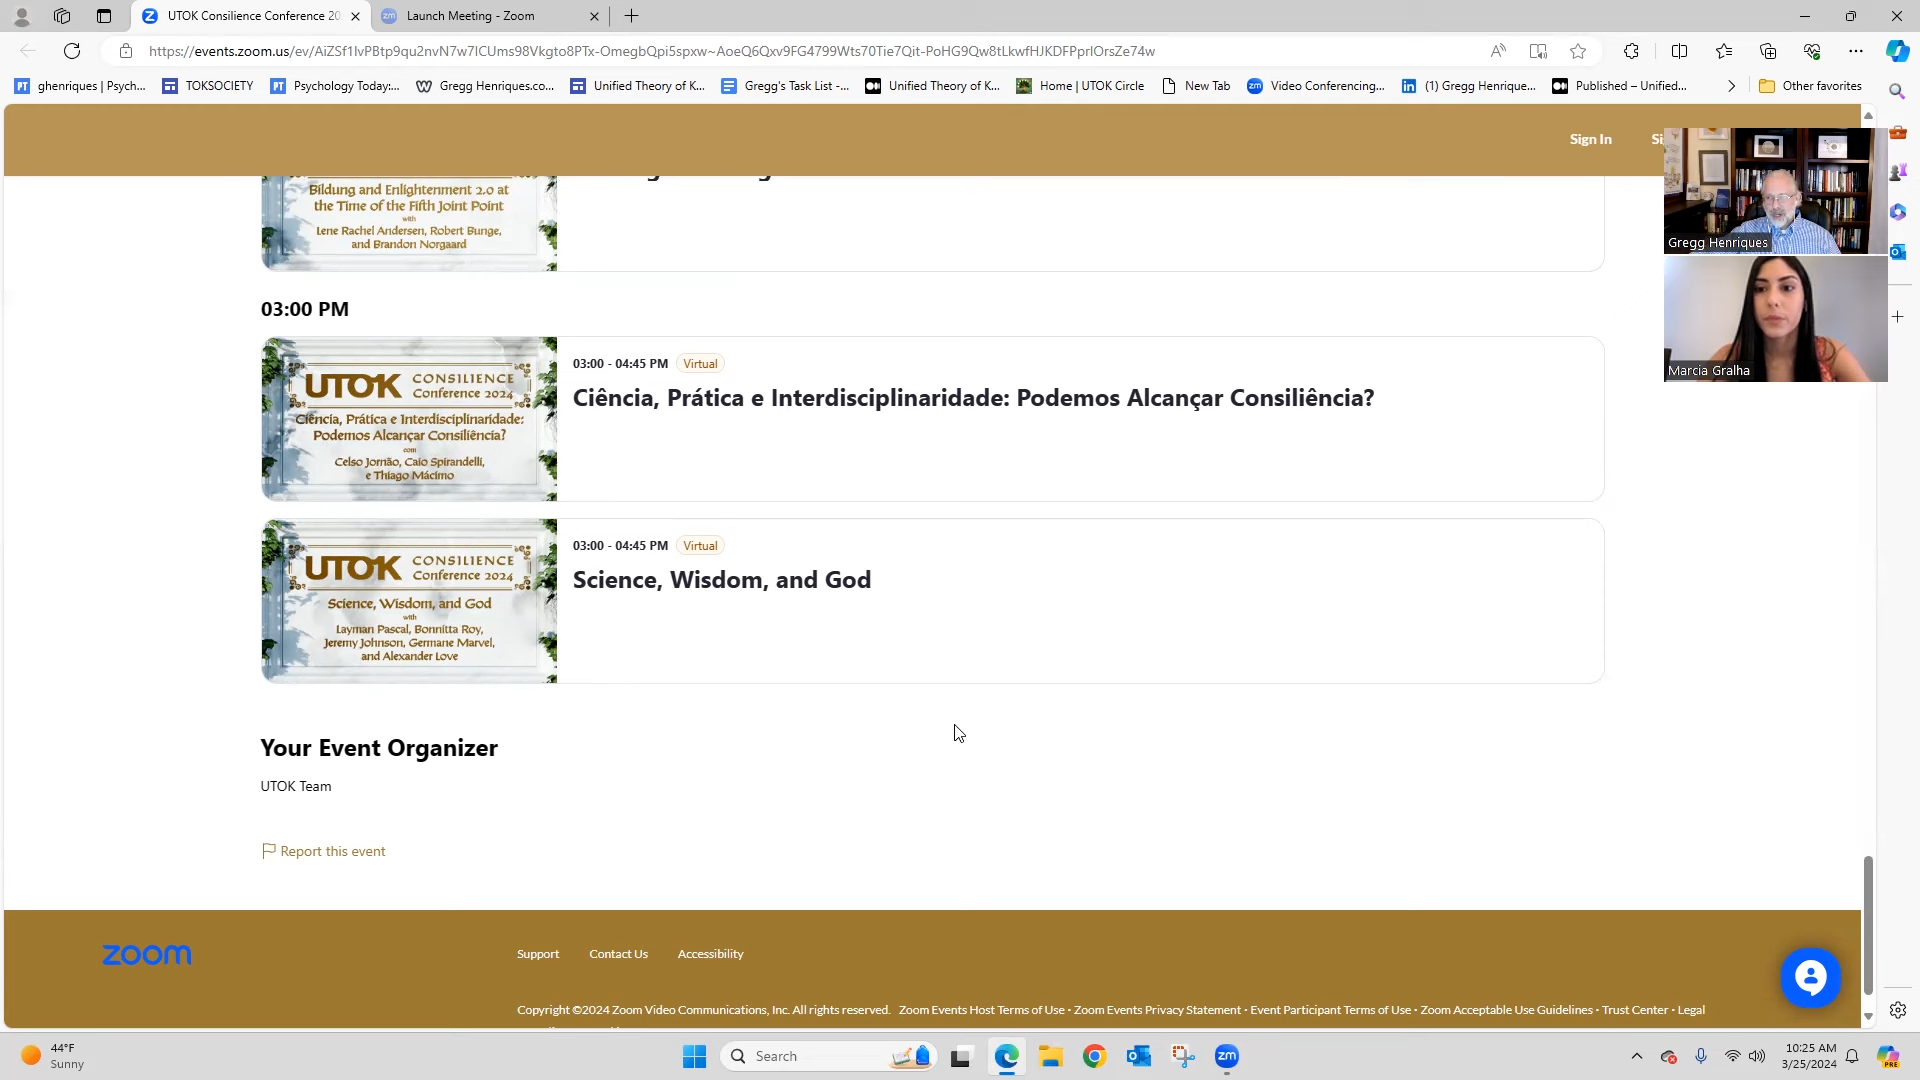 UTOK Consilience Conference 20
Launch Meeting - Zoom
https://events.zoom.us/ev/AiZSf1IvPBtp9qu2nvN7w7ICUms98Vkgto8PTx-OmegbQpi5spxw~AoeQ6Qxv9FG4799Wts70Tie7Qit-PoHG9Qw8tLkwfHJKDFPprIOrsZe74w
ghenriques | Psych...
TOKSOCIETY
Psychology Today:...
Gregg Henriques.co...
Unified Theory of K...
Gregg's Task List -...
Unified Theory of K...
Home | UTOK Circle
New Tab
Video Conferencing...
(1) Gregg Henrique...
Published – Unified...
Other favorites
Sign In
Si
Bildung and Enlightenment 2.0 at
the Time of the Fifth Joint Point
with
Lene Rachel Andersen, Robert Bunge,
and Brandon Norgaard
Gregg Henriques
Marcia Gralha
03:00 PM
UTOK CONSILIENCE
Conference 2024
Ciência, Prática e Interdisciplinaridade:
Podemos Alcançar Consiliência?
com
Celso Jornão, Caio Spirandelli,
e Thiago Mácimo
03:00 - 04:45 PM Virtual
Ciência, Prática e Interdisciplinaridade: Podemos Alcançar Consiliência?
UTOK CONSILIENCE
Conference 2024
Science, Wisdom, and God
with
Layman Pascal, Bonnitta Roy,
Jeremy Johnson, Germane Marvel,
and Alexander Love
03:00 - 04:45 PM Virtual
Science, Wisdom, and God
Your Event Organizer
UTOK Team
Report this event
zoom
Support
Contact Us
Accessibility
Copyright ©2024 Zoom Video Communications, Inc. All rights reserved. Zoom Events Host Terms of Use • Zoom Events Privacy Statement • Event Participant Terms of Use • Zoom Acceptable Use Guidelines • Trust Center • Legal
44°F
Sunny
Search
zm
10:25 AM
3/25/2024
PRE